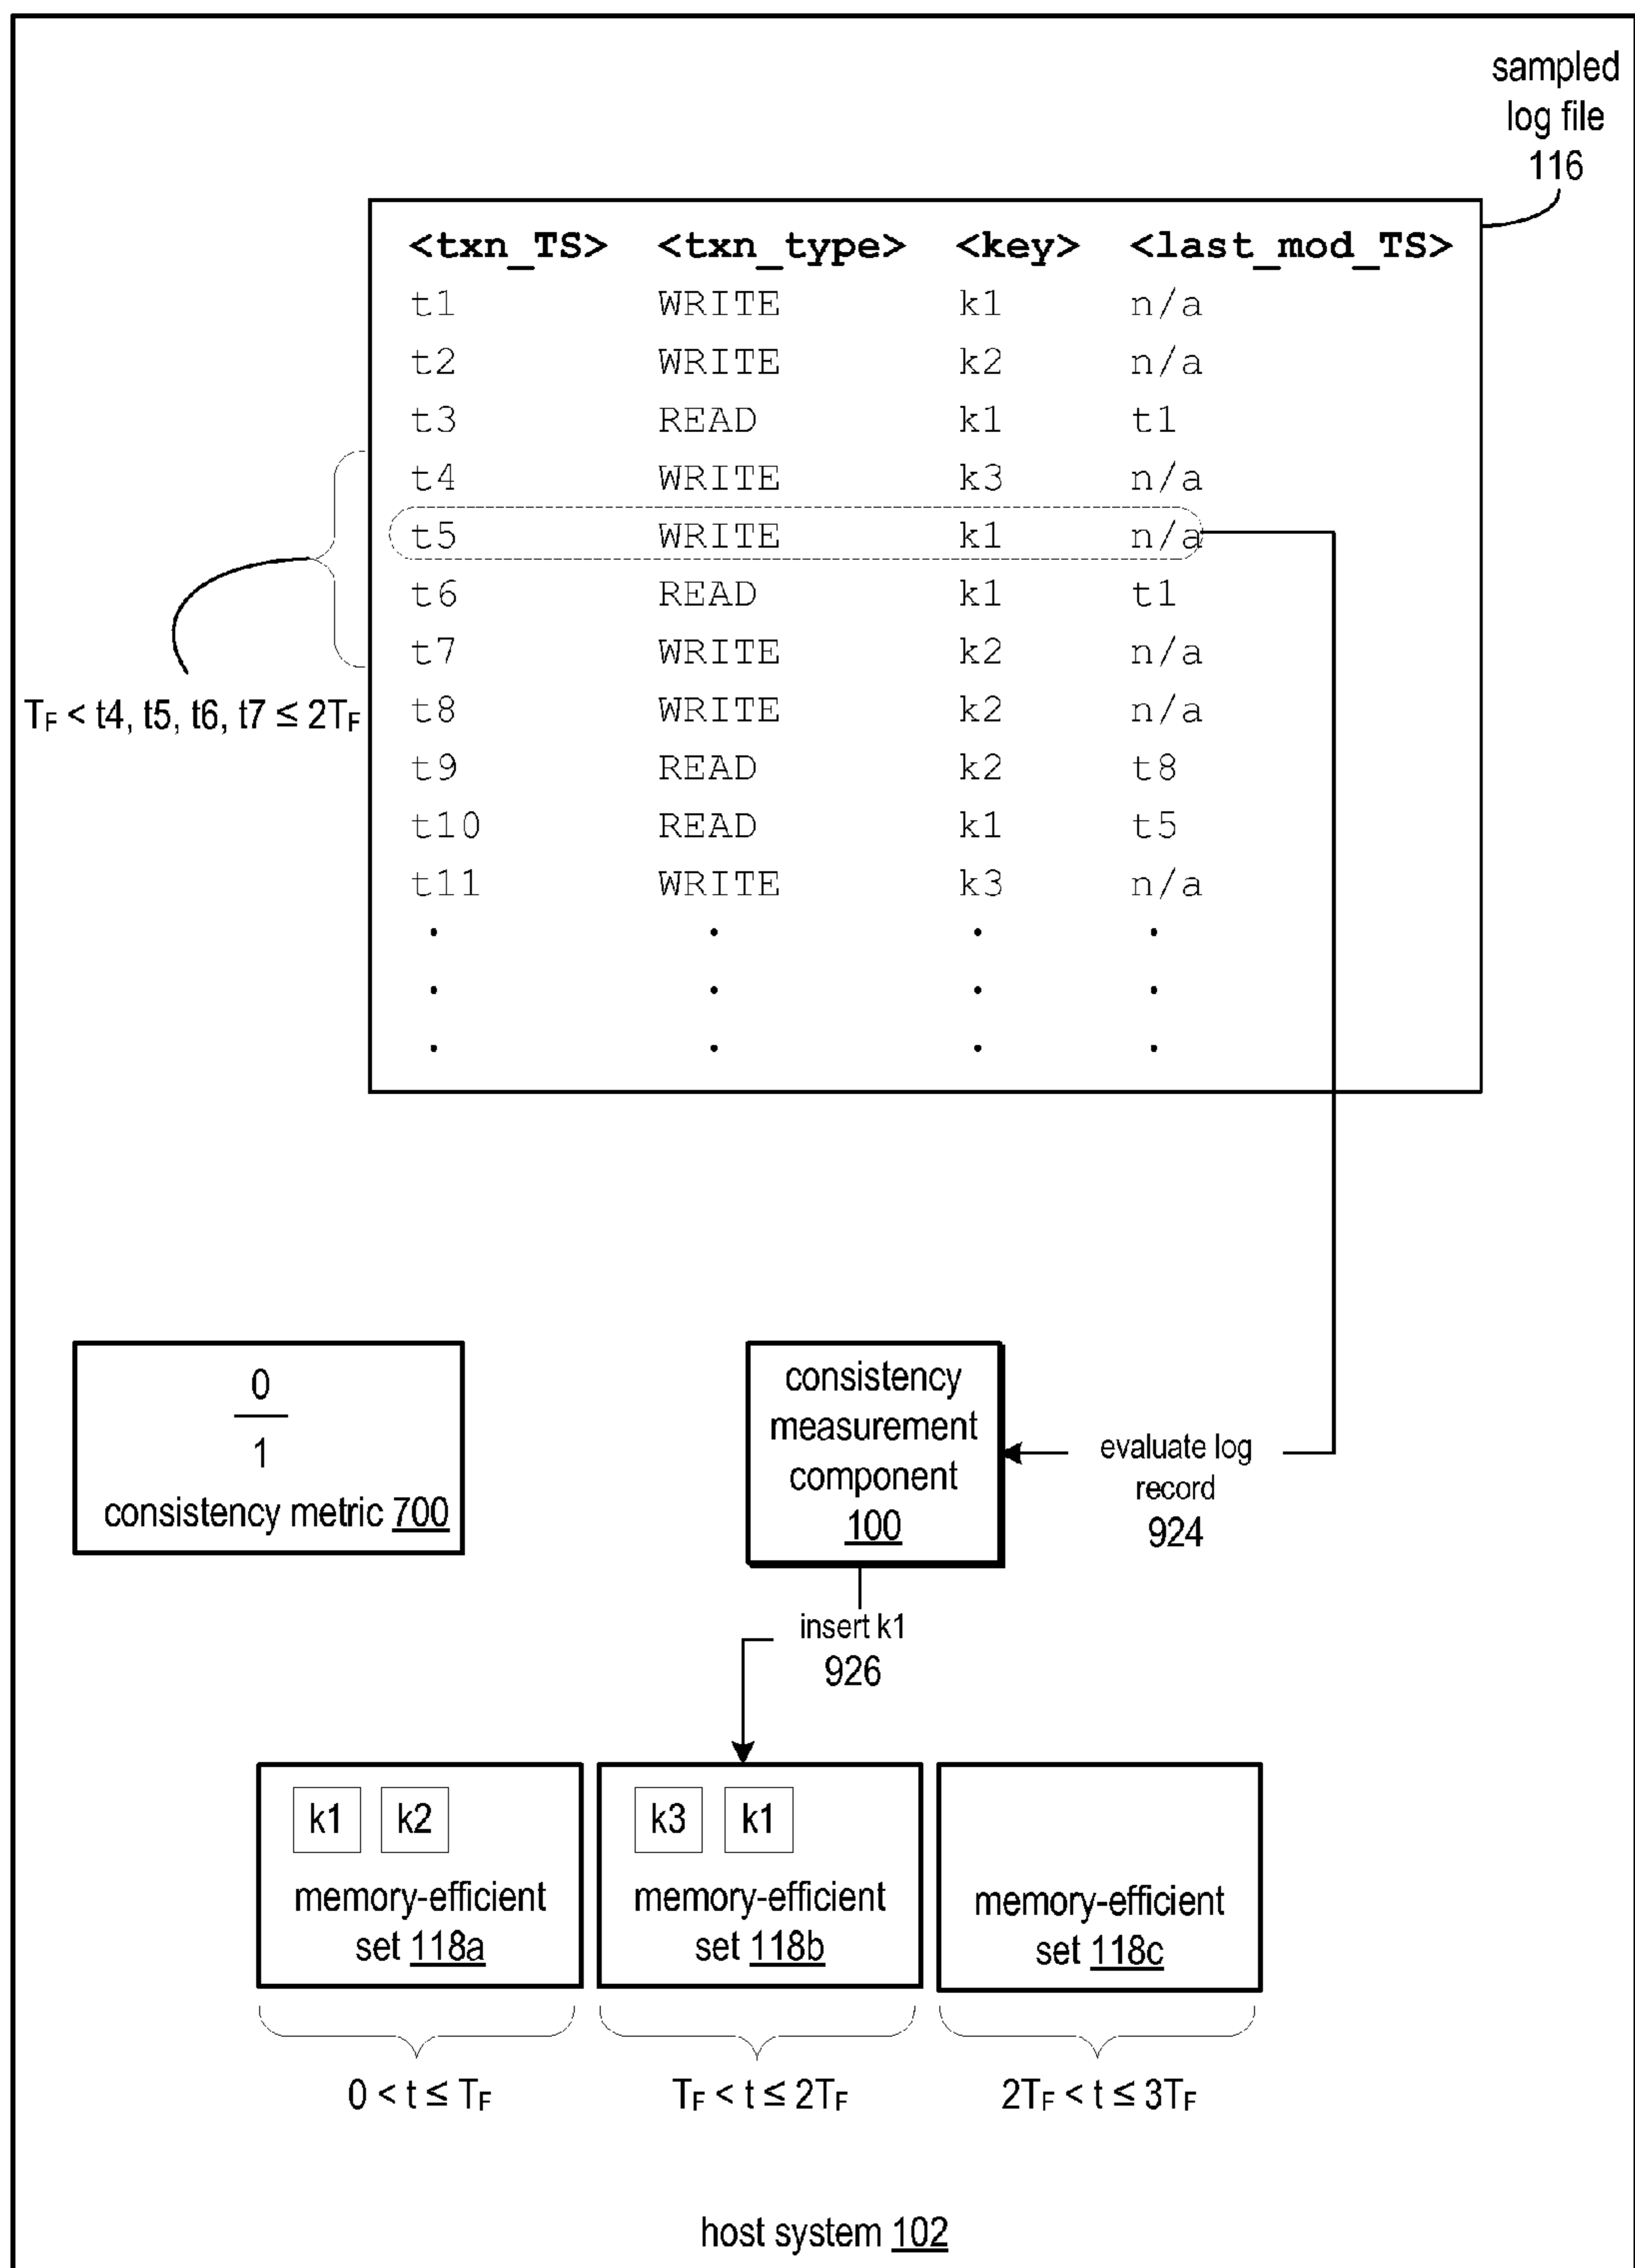 sampled
log file
116
<txn_TS> <txn_type> <key> <last_mod_TS>
t1 WRITE k1 n/a
t2 WRITE k2 n/a
t3 READ k1 t1
t4 WRITE k3 n/a
t5 WRITE k1 n/a
t6 READ k1 t1
t7 WRITE k2 n/a
TF < t4, t5, t6, t7 ≤ 2TF
t8 WRITE k2 n/a
t9 READ k2 t8
t10 READ k1 t5
t11 WRITE k3 n/a
. . . .
. . . .
. . . .
0
1
consistency metric 700
consistency
measurement
component
100
evaluate log
record
924
insert k1
926
k1 k2
memory-efficient
set 118a
k3 k1
memory-efficient
set 118b
memory-efficient
set 118c
0 < t ≤ TF
TF < t ≤ 2TF
2TF < t ≤ 3TF
host system 102